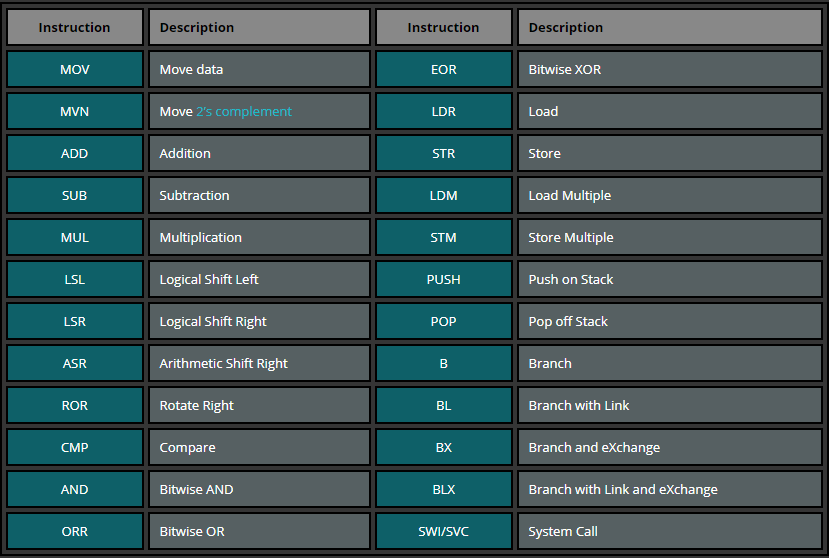 Instruction Description Instruction Description
MOV Move data EOR Bitwise XOR
MVN Move 2's complement LDR Load
ADD Addition STR Store
SUB Subtraction LDM Load Multiple
MUL Multiplication STM Store Multiple
LSL Logical Shift Left PUSH Push on Stack
LSR Logical Shift Right POP Pop off Stack
ASR Arithmetic Shift Right B Branch
ROR Rotate Right BL Branch with Link
CMP Compare BX Branch and eXchange
AND Bitwise AND BLX Branch with Link and eXchange
ORR Bitwise OR SWI/SVC System Call